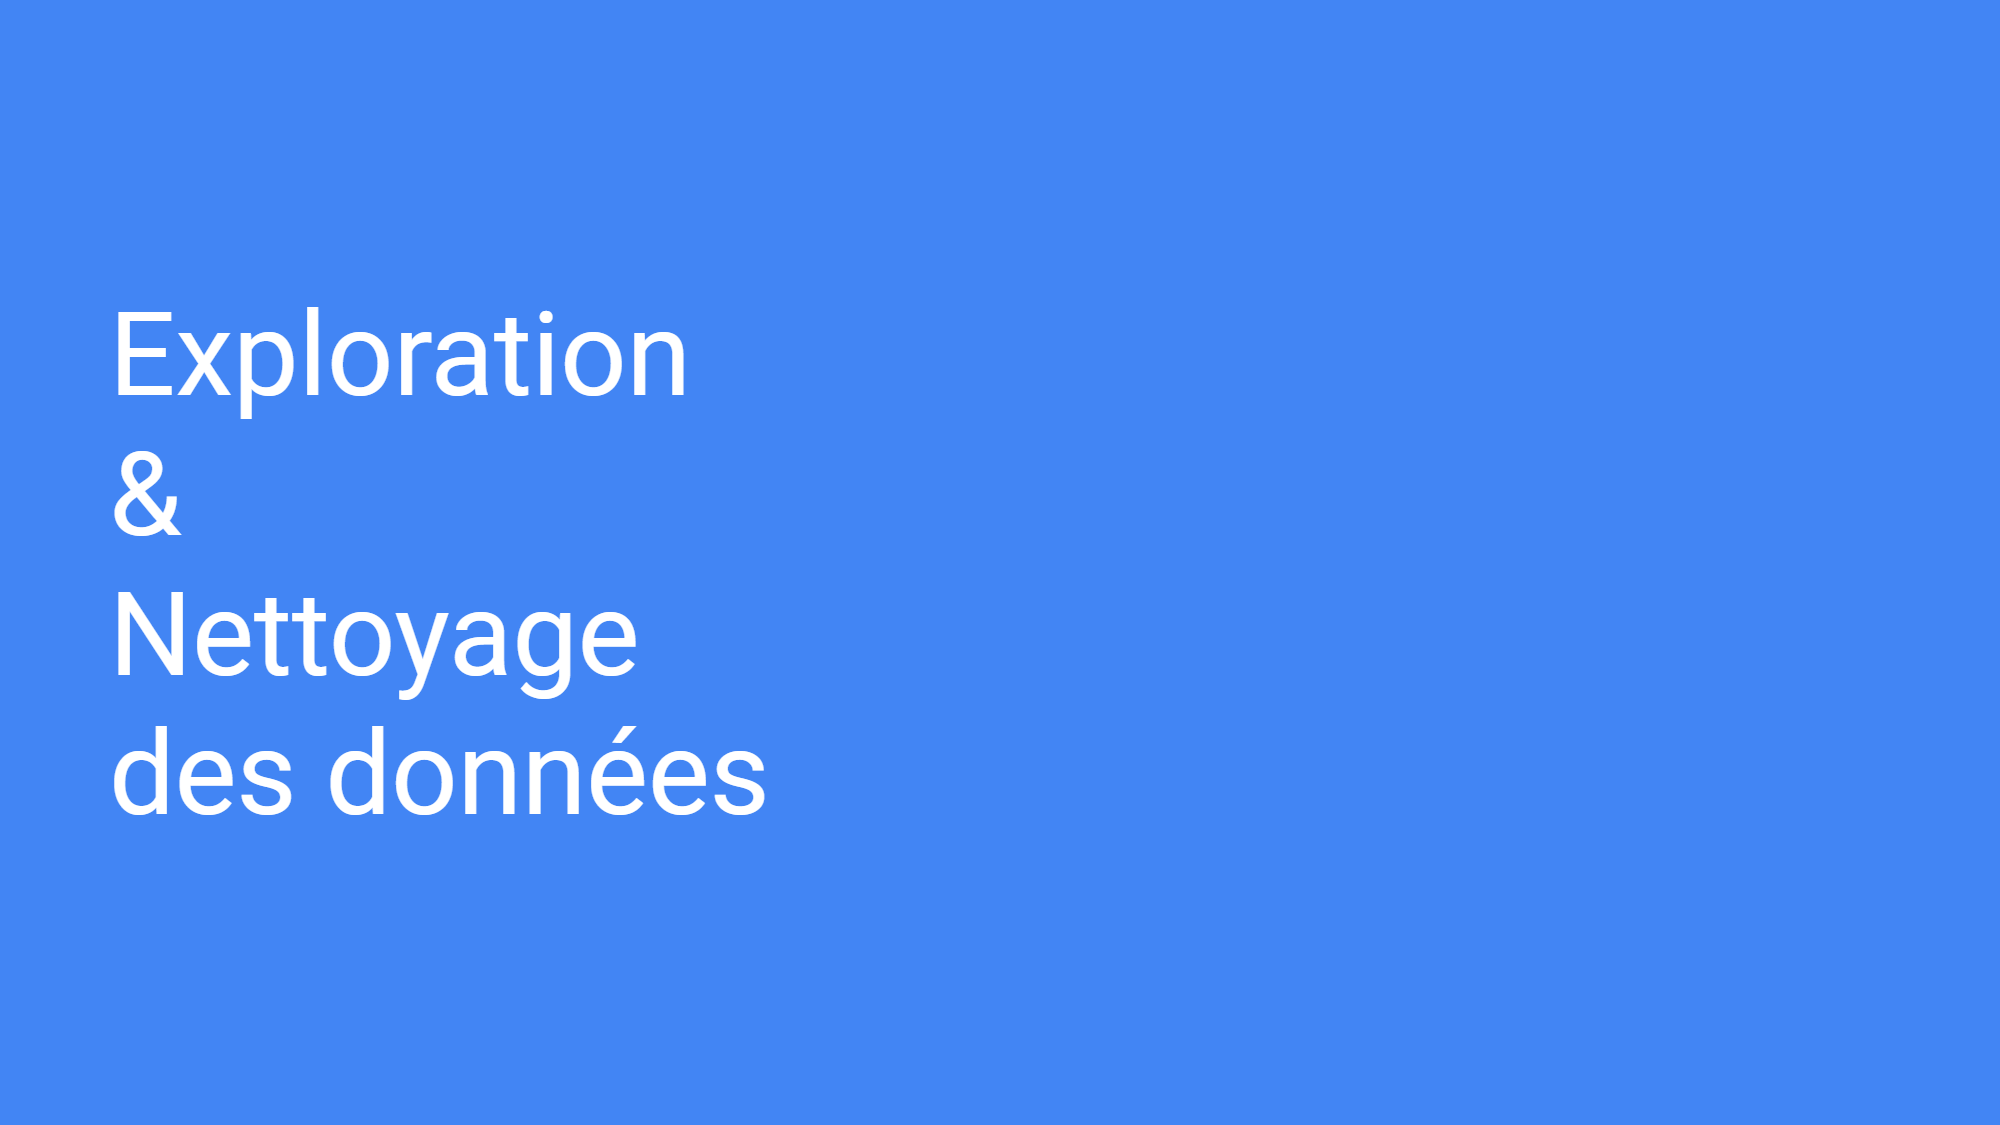 Exploration
&
Nettoyage
des données